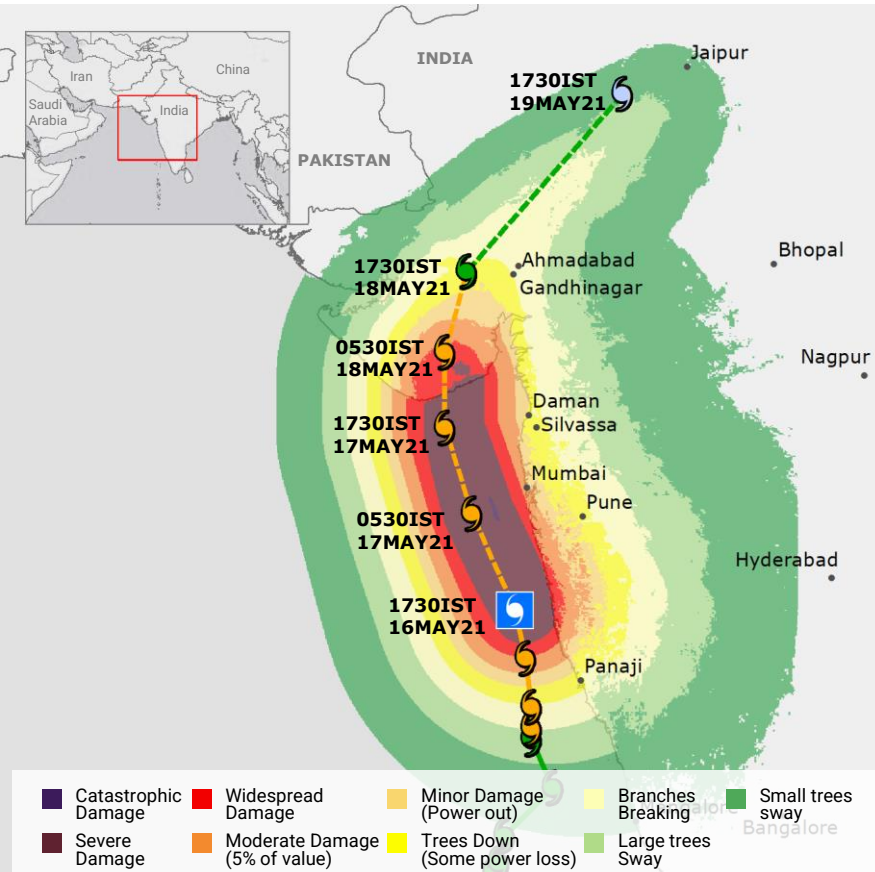 INDIA
Jaipur
1730IST
19MAY21
Iran
China
Saudi
Arabia
India
PAKISTAN
Bhopal
1730IST
18MAY21
Ahmadabad
Gandhinagar
0530IST
18MAY21
Nagpur
Daman
Silvassa
1730IST
17MAY21
Mumbai
Pune
0530IST
17MAY21
Hyderabad
1730IST
16MAY21
Panaji
Catastrophic
Damage
Widespread
Damage
Minor Damage
(Power out)
Branches
Breaking
Small trees
sway
Severe
Damage
Moderate Damage
(5% of value)
Trees Down
(Some power loss)
Large trees
Sway
Mangalore
Bangalore